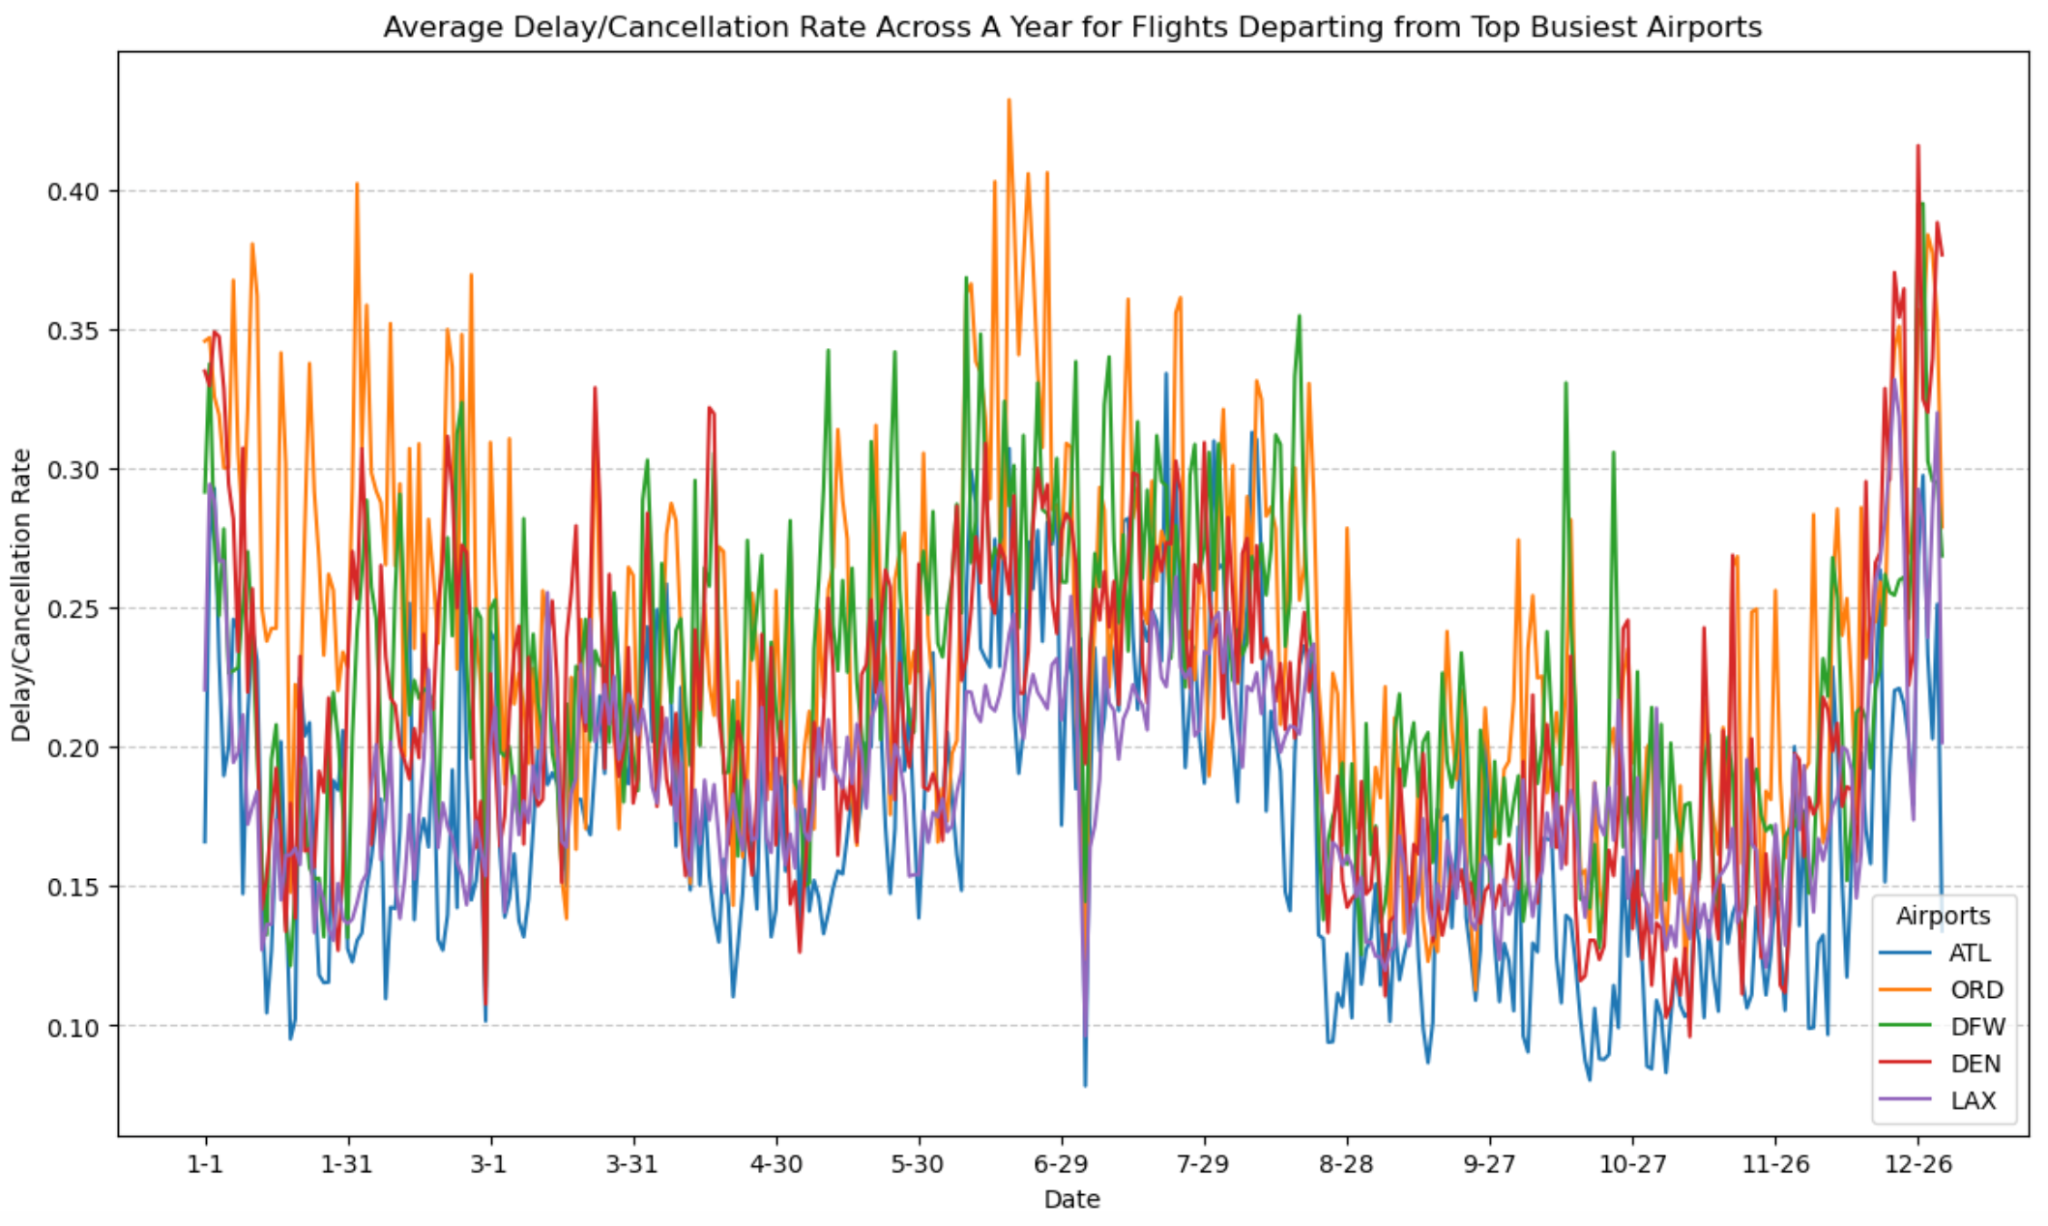 Average Delay/Cancellation Rate Across A Year for Flights Departing from Top Busiest Airports
Delay/Cancellation Rate
0.40
0.35
0.30
0.25
0.20
0.15
0.10
1-1
1-31
3-1
3-31
4-30
5-30
6-29
7-29
8-28
9-27
10-27
11-26
12-26
Date
Airports
ATL
ORD
DFW
DEN
LAX